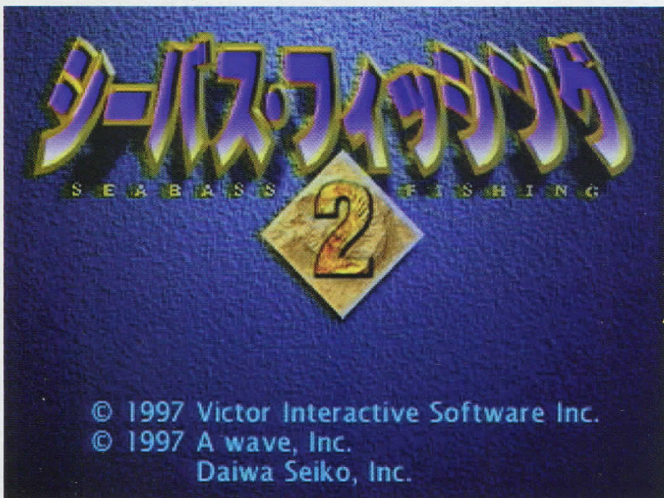 シーバス・フィッシング
SEABASS FISHING
2
© 1997 Victor Interactive Software Inc.
© 1997 A wave, Inc.
Daiwa Seiko, Inc.